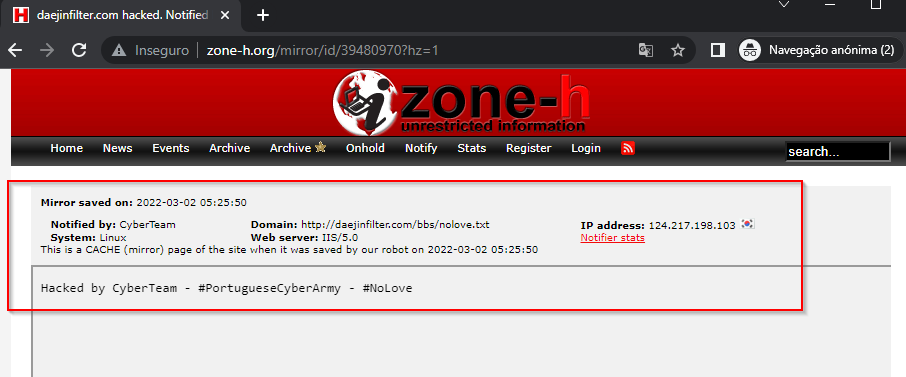 daejinfilter.com hacked. Notified
Inseguro | zone-h.org/mirror/id/39480970?hz=1
Navegação anónima (2)
zone-h
unrestricted information
Home News Events Archive Archive Onhold Notify Stats Register Login search...
Mirror saved on: 2022-03-02 05:25:50
Notified by: CyberTeam Domain: http://daejinfilter.com/bbs/nolove.txt IP address: 124.217.198.103
System: Linux Web server: IIS/5.0 Notifier stats
This is a CACHE (mirror) page of the site when it was saved by our robot on 2022-03-02 05:25:50
Hacked by CyberTeam - #PortugueseCyberArmy - #NoLove